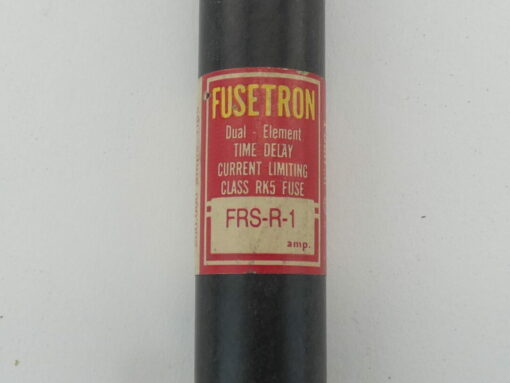 FUSETRON
Dual - Element
TIME DELAY
CURRENT LIMITING
CLASS RK5 FUSE
FRS-R-1
amp.